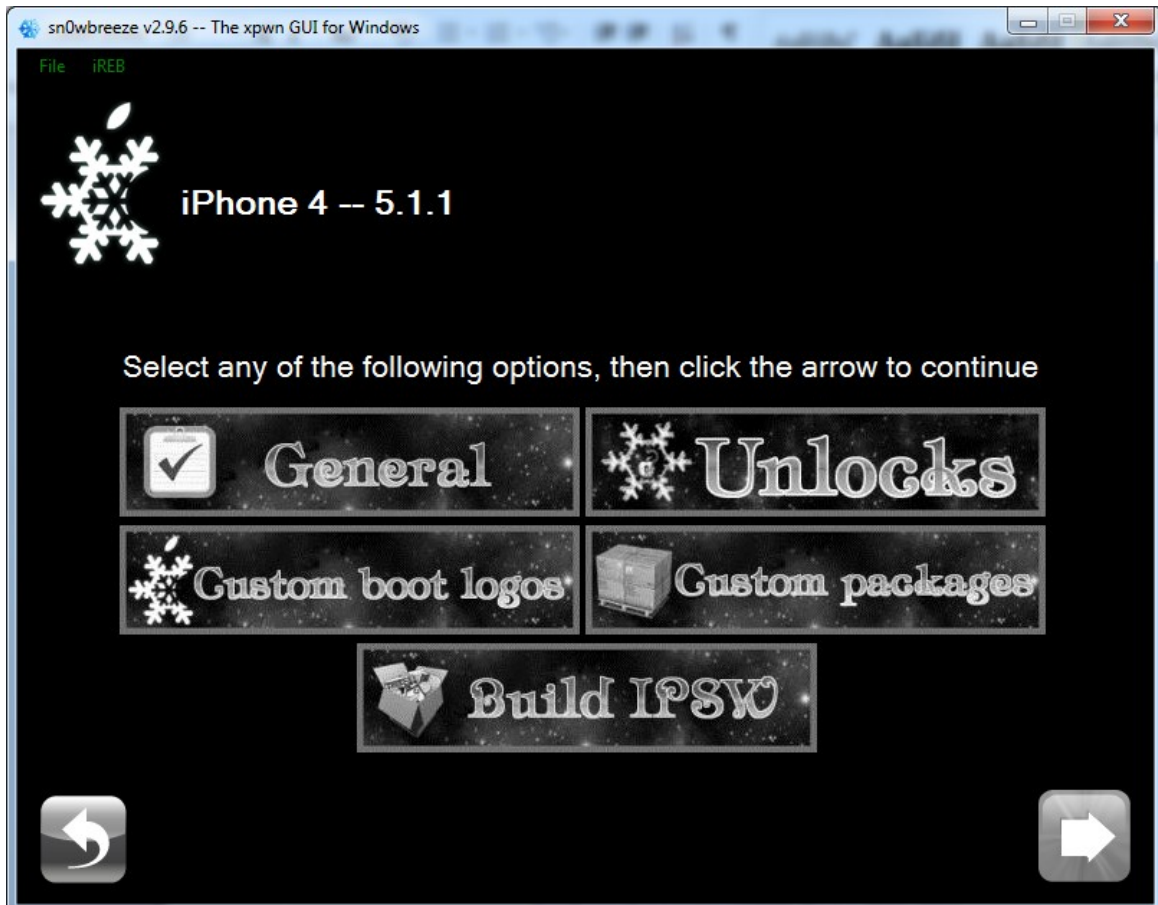 sn0wbreeze v2.9.6 -- The xpwn GUI for Windows
File iREB
iPhone 4 -- 5.1.1
Select any of the following options, then click the arrow to continue
General
Unlocks
Custom boot logos
Custom packages
Build IPSW